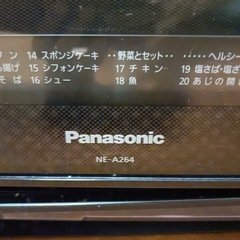 ン 14 スポンジケーキ ‥野菜とセット‥ ‥ヘルシー
揚げ 15 シフォンケーキ 17 チキン 19 塩さば・塩
そば 16 シュー 18 魚 20 あじの開
Panasonic
NE-A264